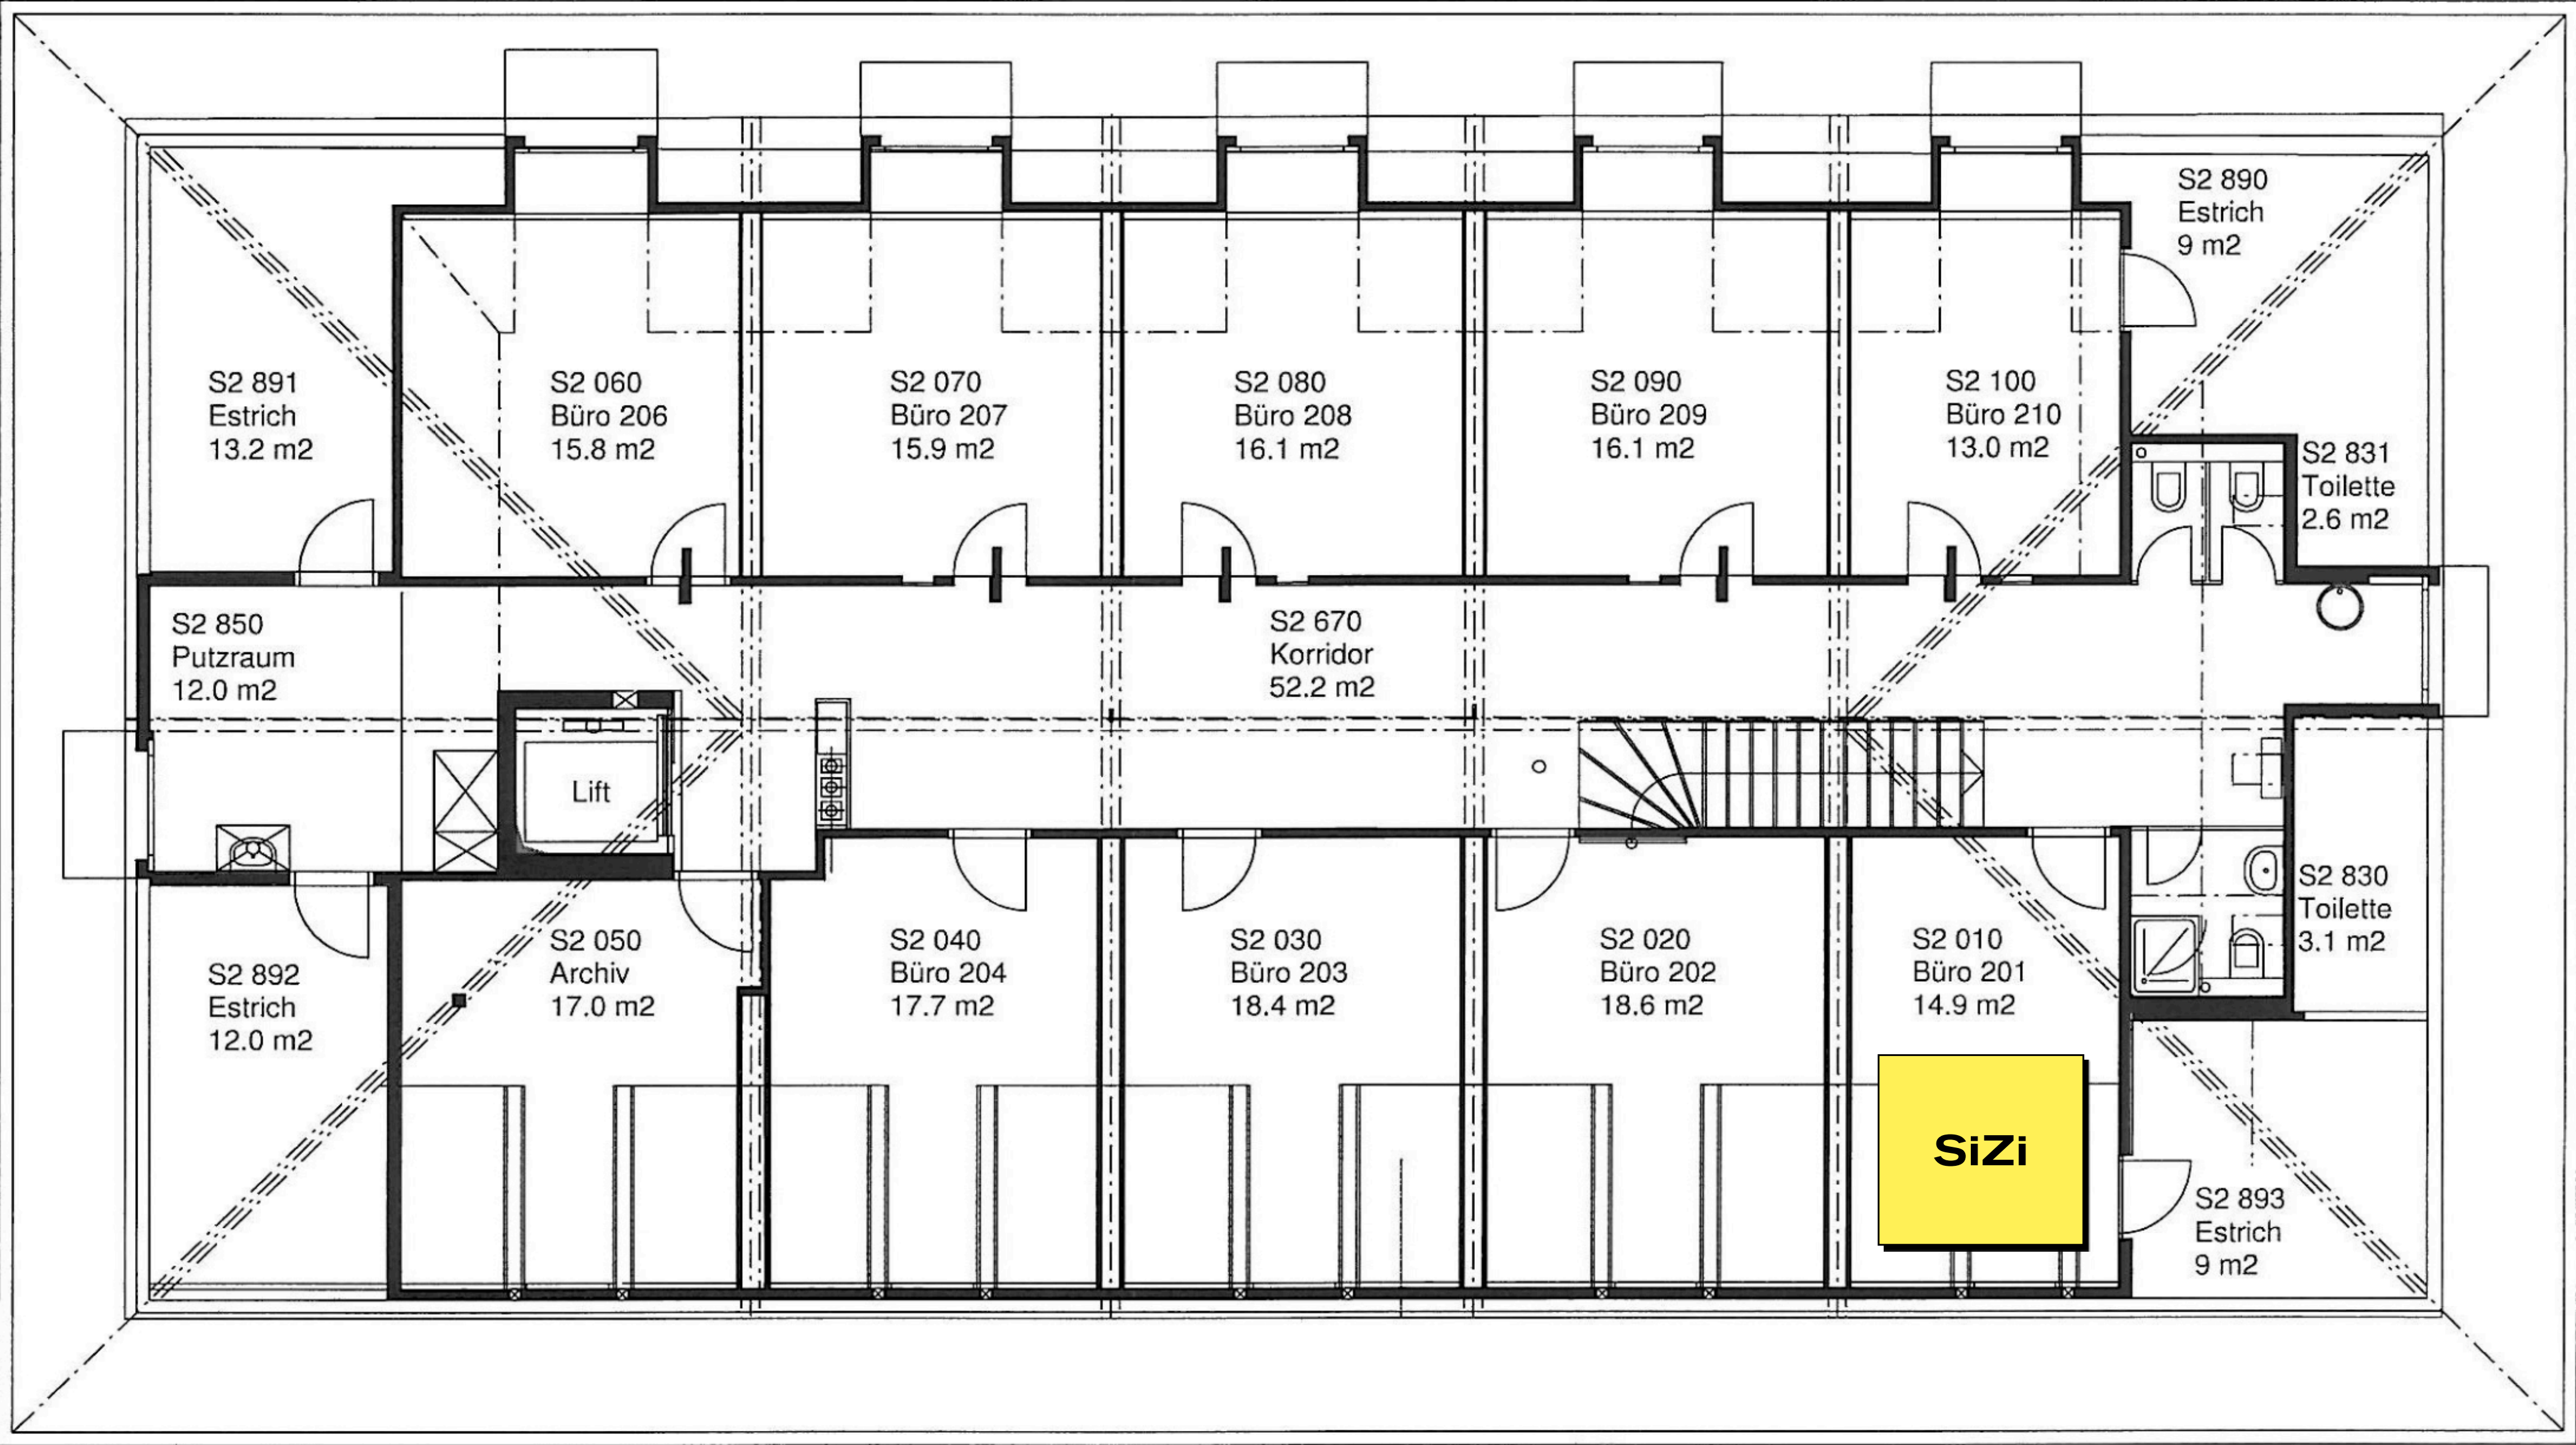 S2 890
Estrich
9 m2
S2 891
Estrich
13.2 m2
S2 060
Büro 206
15.8 m2
S2 070
Büro 207
15.9 m2
S2 080
Büro 208
16.1 m2
S2 090
Büro 209
16.1 m2
S2 100
Büro 210
13.0 m2
S2 831
Toilette
2.6 m2
S2 850
Putzraum
12.0 m2
S2 670
Korridor
52.2 m2
Lift
S2 830
Toilette
3.1 m2
S2 892
Estrich
12.0 m2
S2 050
Archiv
17.0 m2
S2 040
Büro 204
17.7 m2
S2 030
Büro 203
18.4 m2
S2 020
Büro 202
18.6 m2
S2 010
Büro 201
14.9 m2
SiZi
S2 893
Estrich
9 m2